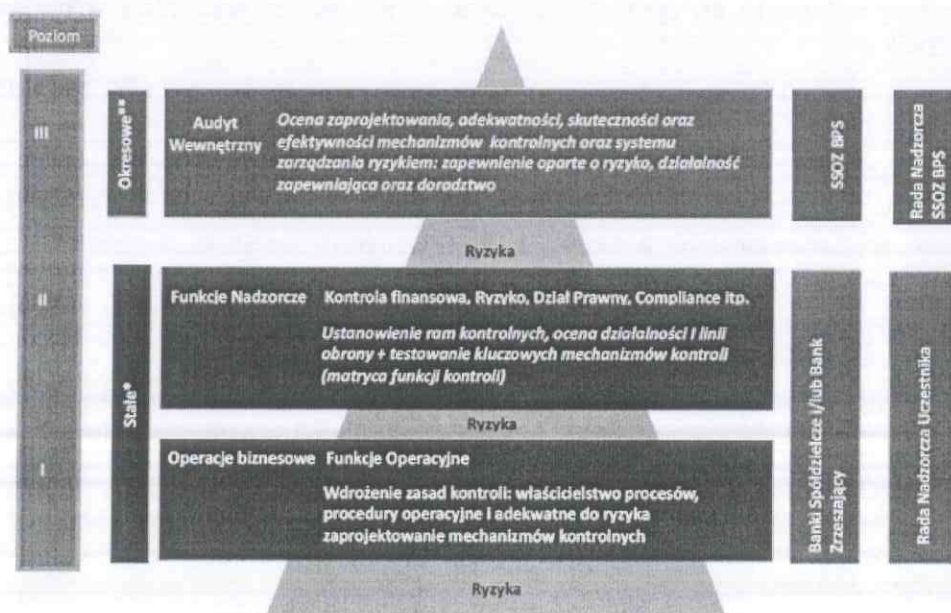 Poziom
III
Okresowe**
Audyt
Wewnętrzny
Ocena zaprojektowania, adekwatności, skuteczności oraz
efektywności mechanizmów kontrolnych oraz systemu
zarządzania ryzykiem: zapewnienie oparte o ryzyko, działalność
zapewniająca oraz doradztwo
SSOZ BPS
Rada Nadzorcza
SSOZ BPS
Ryzyka
II
Stałe*
Funkcje Nadzorcze
Kontrola finansowa, Ryzyko, Dział Prawny, Compliance itp.
Ustanowienie ram kontrolnych, ocena działalności I linii
obrony + testowanie kluczowych mechanizmów kontroli
(matryca funkcji kontroli)
Ryzyka
I
Operacje biznesowe
Funkcje Operacyjne
Wdrożenie zasad kontroli: właścicielstwo procesów,
procedury operacyjne i adekwatne do ryzyka
zaprojektowanie mechanizmów kontrolnych
Banki Spółdzielcze i/lub Bank
Zrzeszający
Rada Nadzorcza Uczestnika
Ryzyka